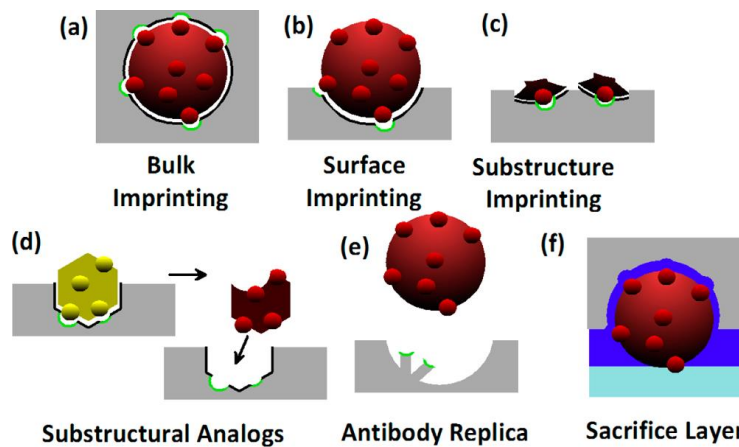 (a)
(b)
(c)
Bulk
Imprinting
Surface
Imprinting
Substructure
Imprinting
(d)
(e)
(f)
Substructural Analogs
Antibody Replica
Sacrifice Layer